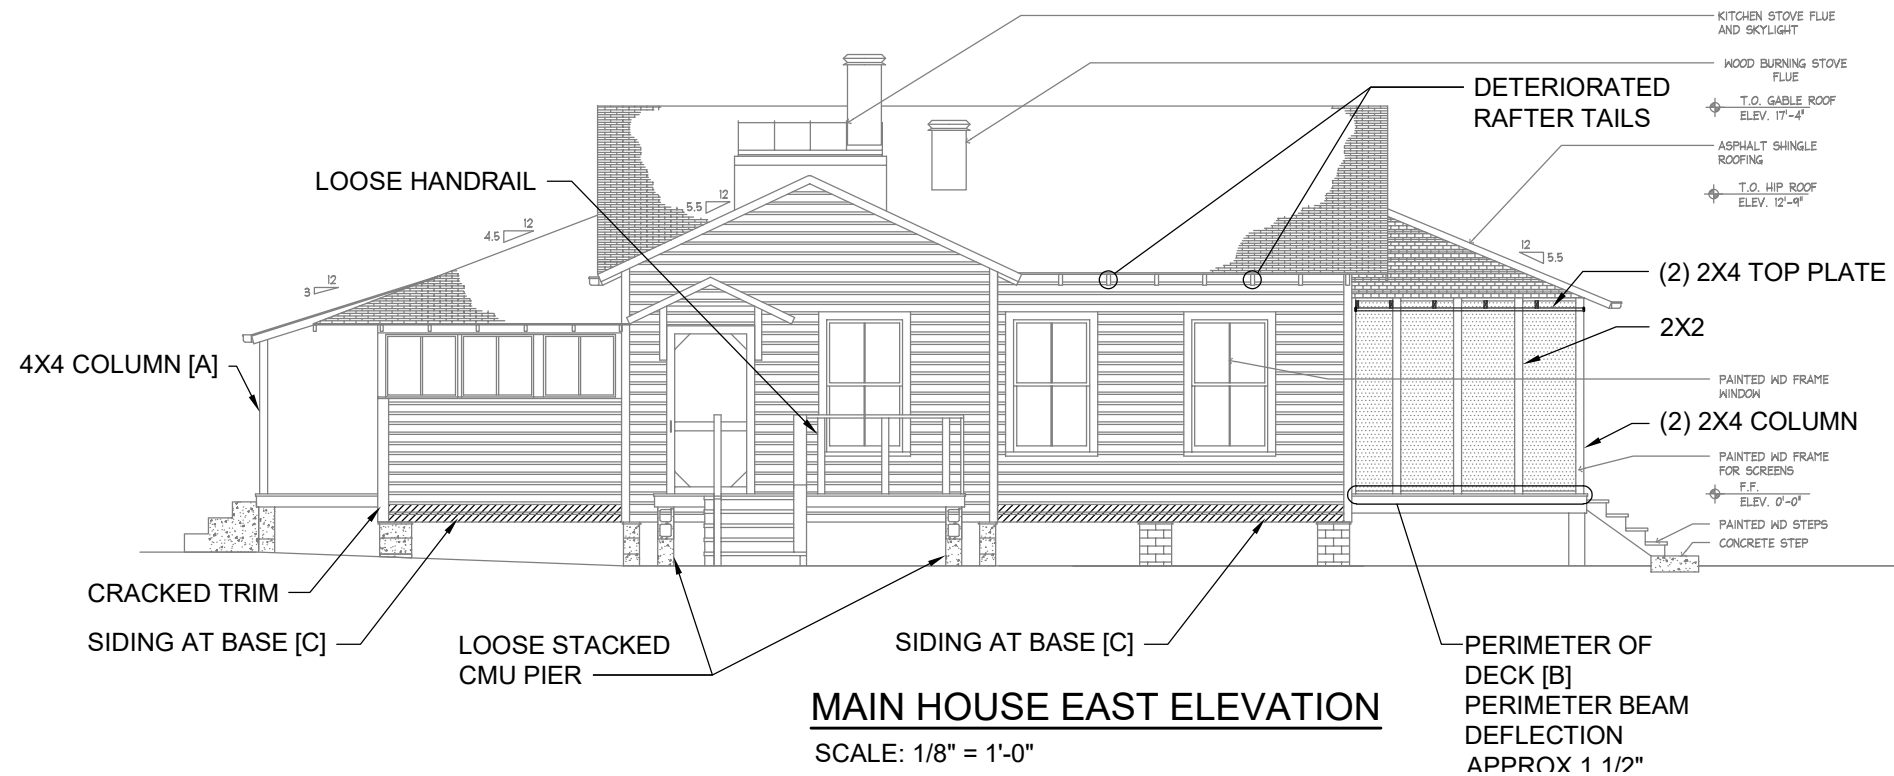 KITCHEN STOVE FLUE
AND SKYLIGHT
WOOD BURNING STOVE
FLUE
DETERIORATED
RAFTER TAILS
T.O. GABLE ROOF
ELEV. 17'-4"
ASPHALT SHINGLE
ROOFING
LOOSE HANDRAIL
T.O. HIP ROOF
ELEV. 12'-9"
12
5.5
12
4.5
12
5.5
12
3
(2) 2X4 TOP PLATE
2X2
4X4 COLUMN [A]
PAINTED WD FRAME
WINDOW
(2) 2X4 COLUMN
PAINTED WD FRAME
FOR SCREENS
F.F.
ELEV. 0'-0"
PAINTED WD STEPS
CONCRETE STEP
CRACKED TRIM
SIDING AT BASE [C]
LOOSE STACKED
CMU PIER
SIDING AT BASE [C]
PERIMETER OF
DECK [B]
PERIMETER BEAM
DEFLECTION
APPROX 1 1/2"
MAIN HOUSE EAST ELEVATION
SCALE: 1/8" = 1'-0"